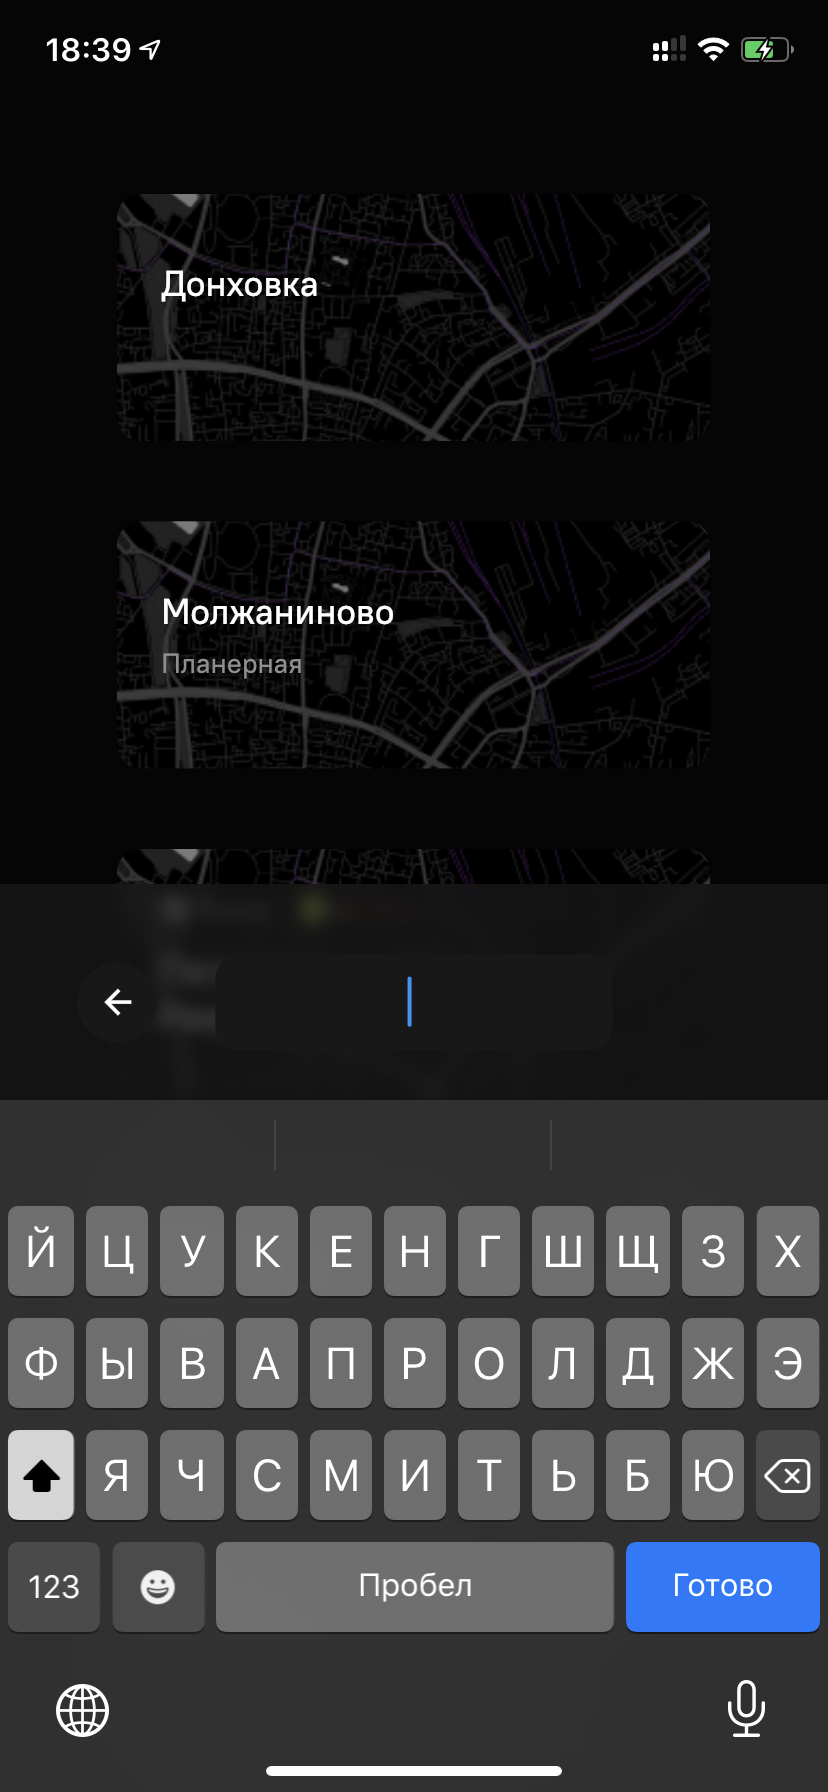 18:39
Донховка
Молжаниново
Планерная
Й Ц У К Е Н Г Ш Щ З Х
Ф Ы В А П Р О Л Д Ж Э
Я Ч С М И Т Ь Б Ю
123 Пробел Готово